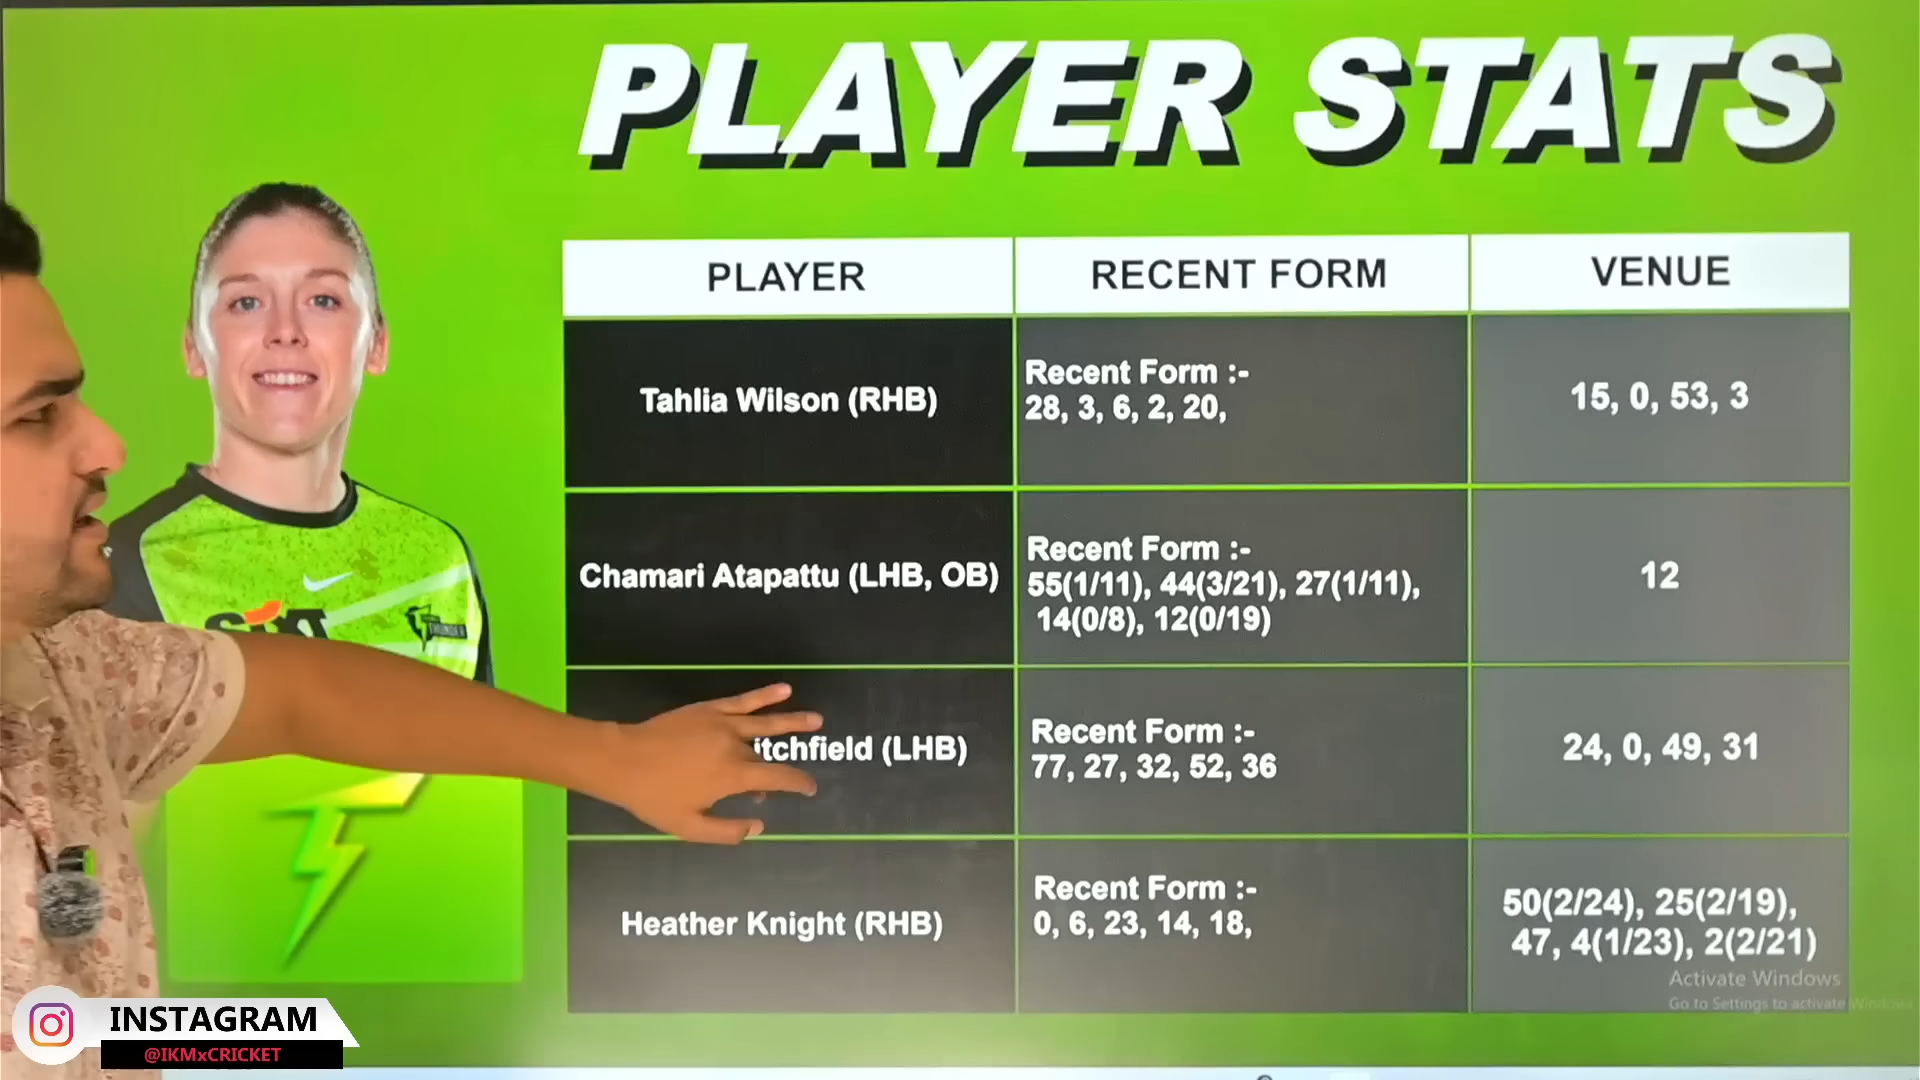 PLAYER STATS
PLAYER RECENT FORM VENUE
Tahlia Wilson (RHB)
Recent Form :-
28, 3, 6, 2, 20,
15, 0, 53, 3
Chamari Atapattu (LHB, OB)
Recent Form :-
55(1/11), 44(3/21), 27(1/11),
14(0/8), 12(0/19)
12
itchfield (LHB)
Recent Form :-
77, 27, 32, 52, 36
24, 0, 49, 31
Heather Knight (RHB)
Recent Form :-
0, 6, 23, 14, 18,
50(2/24), 25(2/19),
47, 4(1/23), 2(2/21)
Activate Windows
Go to Settings to activate Windows
INSTAGRAM
@IKMxCRICKET